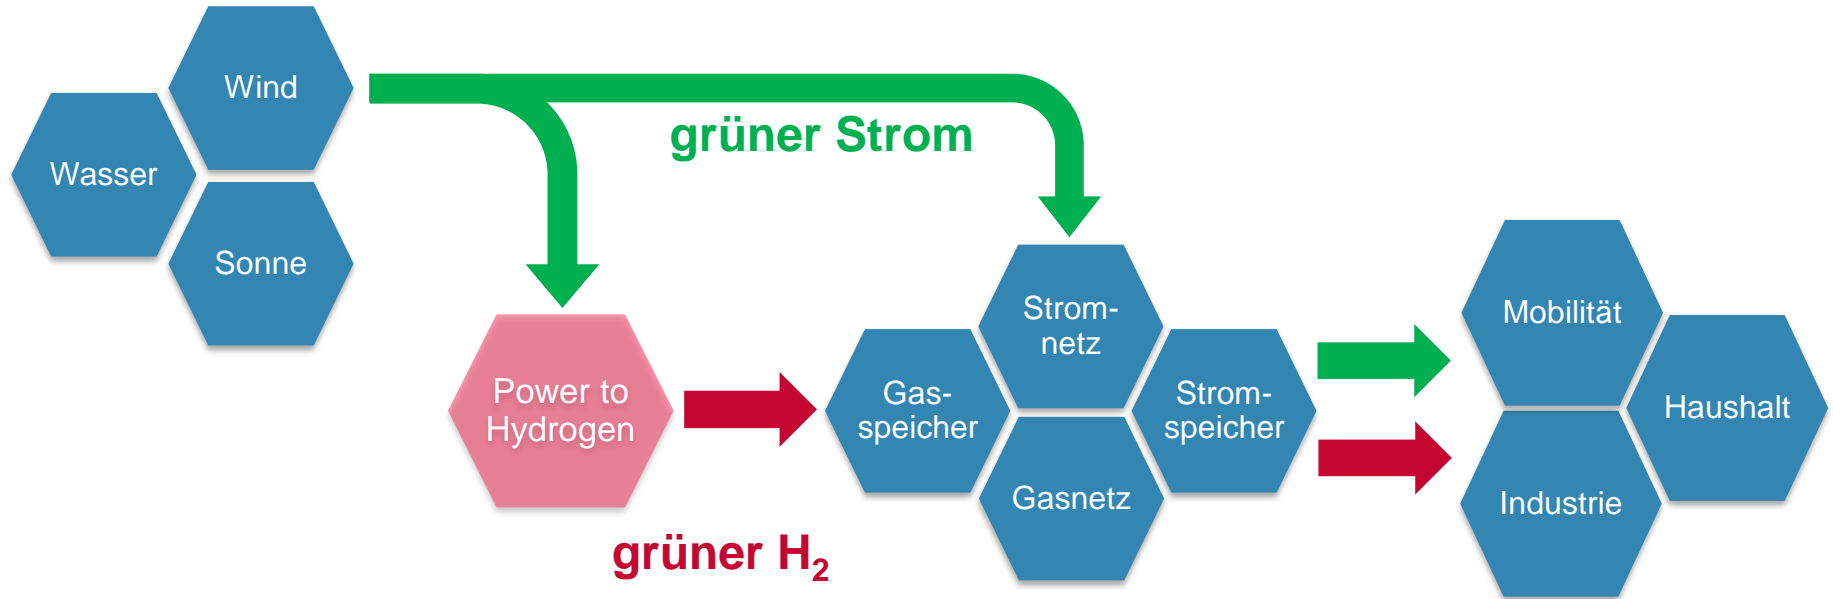 Wind
Wasser
Sonne
grüner Strom
Power to
Hydrogen
grüner H₂
Strom-
netz
Gas-
speicher
Strom-
speicher
Gasnetz
Mobilität
Haushalt
Industrie